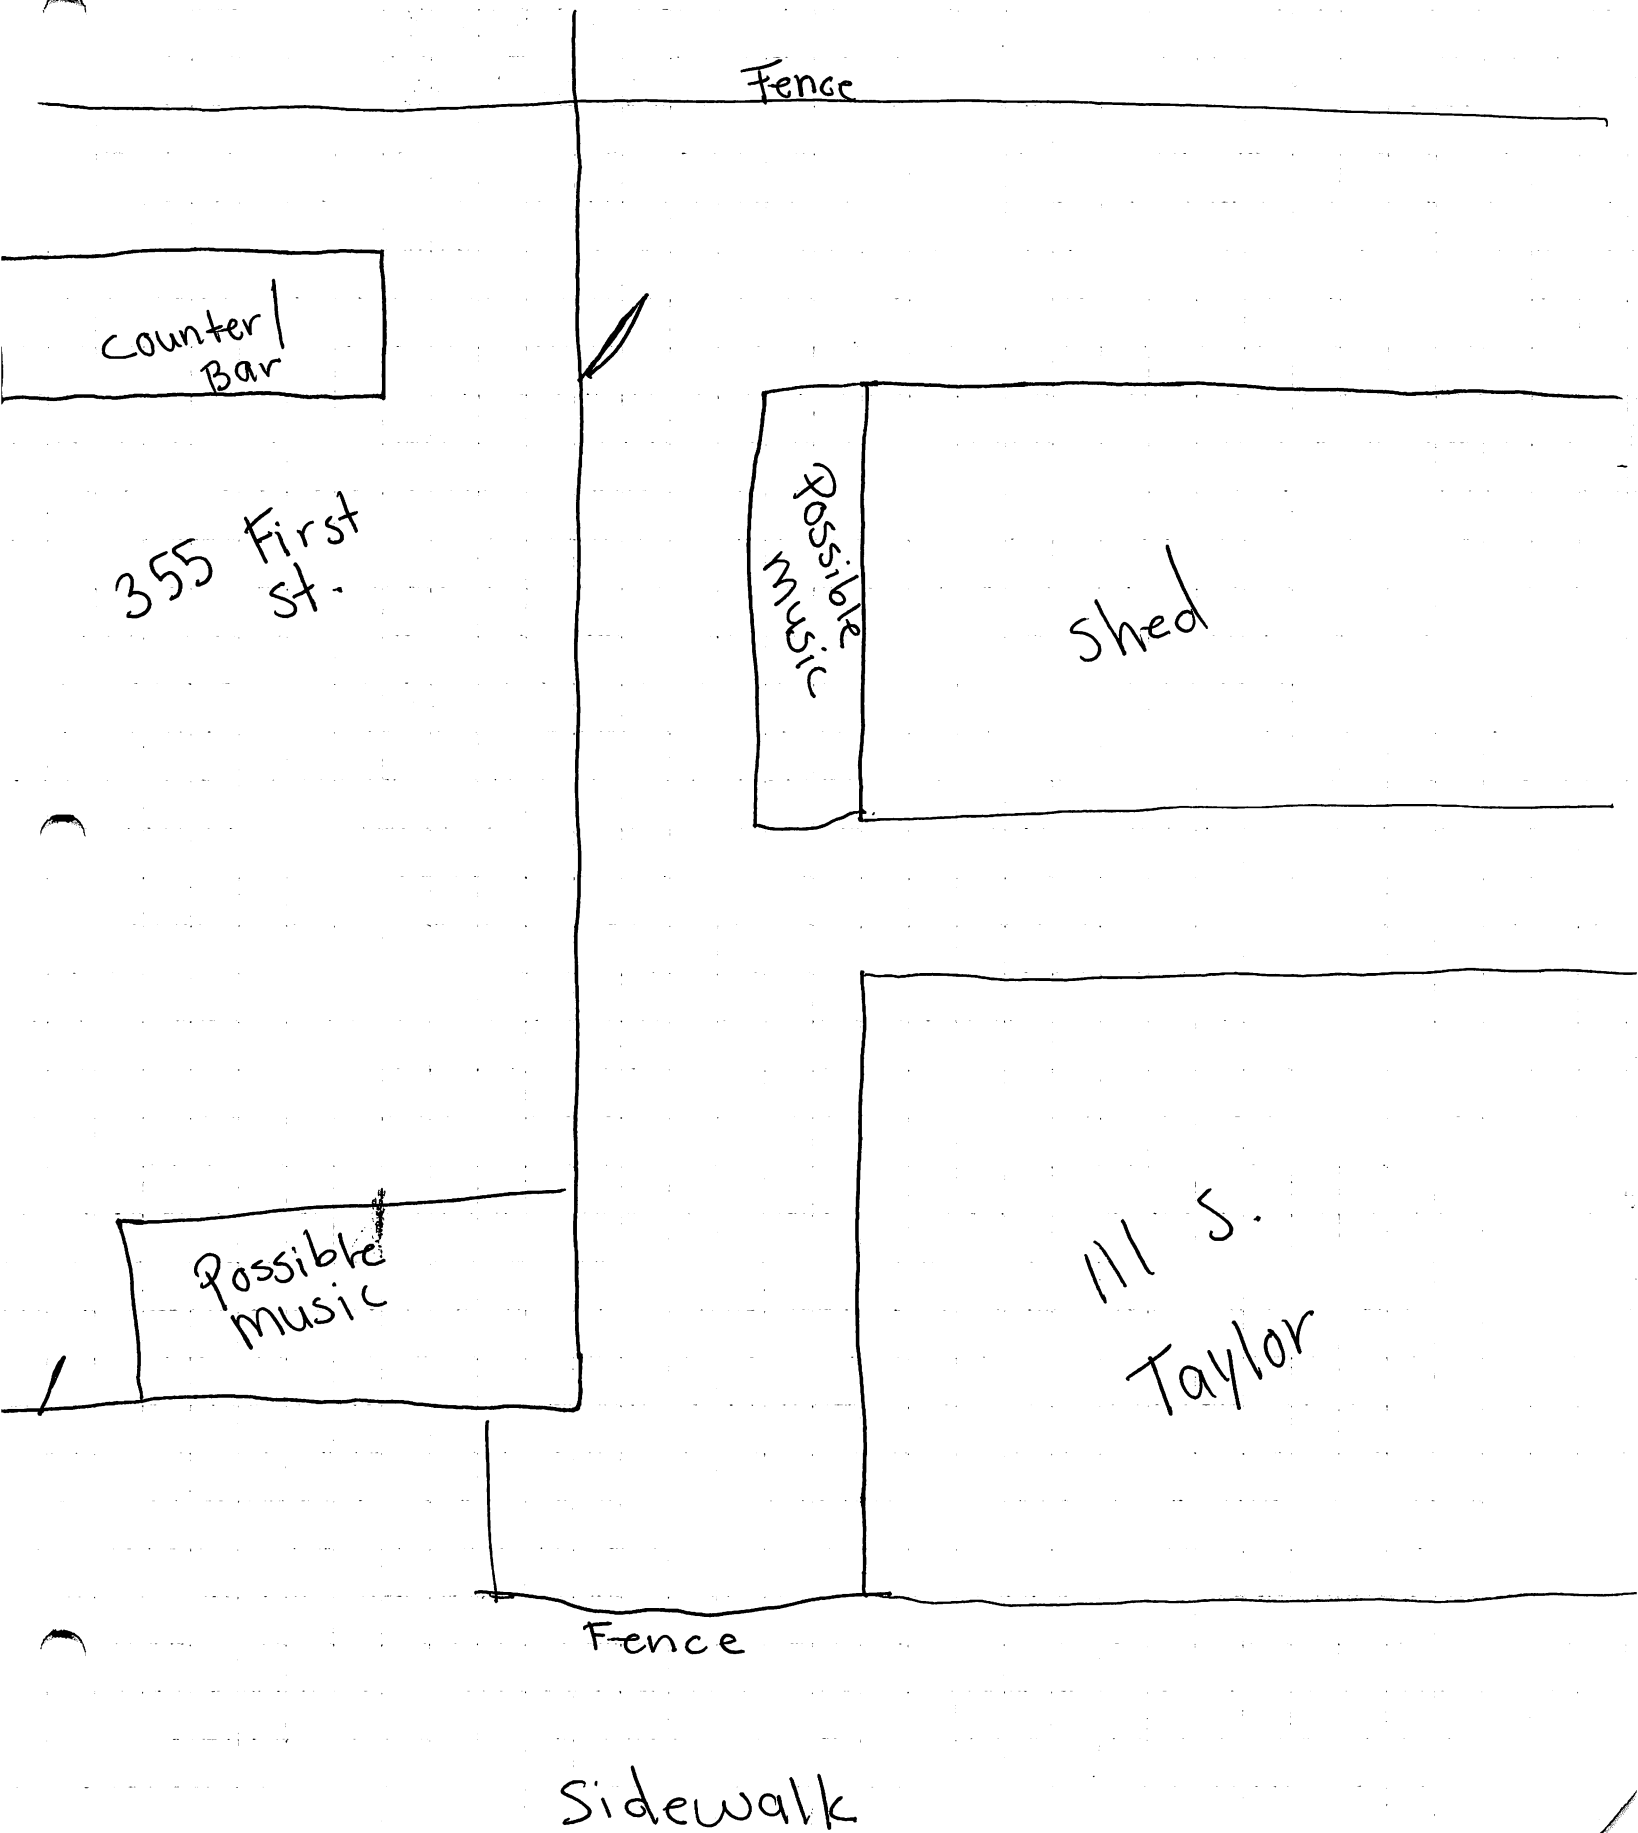 Fence
counter/
Bar
355 First
st.
Possible
music
shed
Possible
music
111 S.
Taylor
Fence
Sidewalk